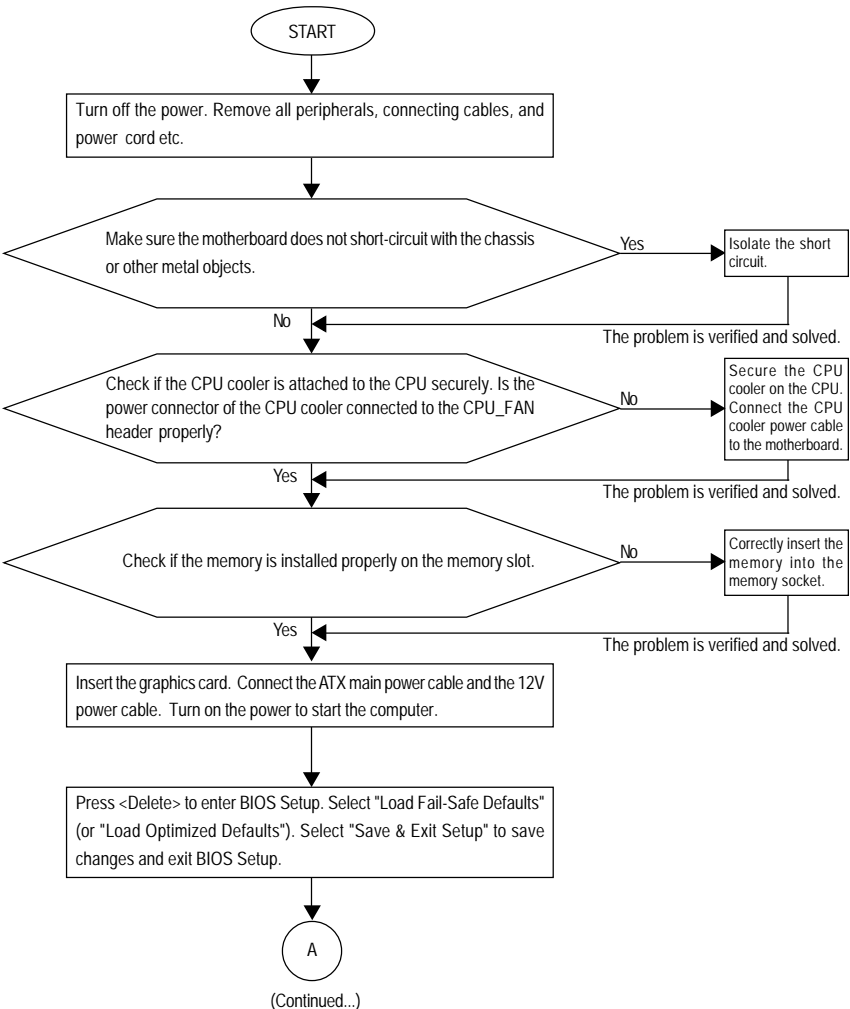 START
Turn off the power. Remove all peripherals, connecting cables, and
power cord etc.
Make sure the motherboard does not short-circuit with the chassis
or other metal objects.
Yes
Isolate the short
circuit.
No
The problem is verified and solved.
Check if the CPU cooler is attached to the CPU securely. Is the
power connector of the CPU cooler connected to the CPU_FAN
header properly?
No
Secure the CPU
cooler on the CPU.
Connect the CPU
cooler power cable
to the motherboard.
Yes
The problem is verified and solved.
Check if the memory is installed properly on the memory slot.
No
Correctly insert the
memory into the
memory socket.
Yes
The problem is verified and solved.
Insert the graphics card. Connect the ATX main power cable and the 12V
power cable. Turn on the power to start the computer.
Press <Delete> to enter BIOS Setup. Select "Load Fail-Safe Defaults"
(or "Load Optimized Defaults"). Select "Save & Exit Setup" to save
changes and exit BIOS Setup.
A
(Continued...)